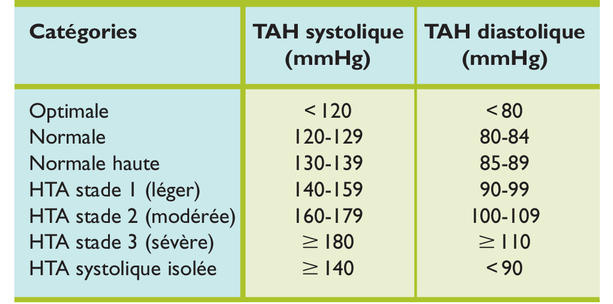 Catégories TAH systolique TAH diastolique
(mmHg) (mmHg)
Optimale < 120 < 80
Normale 120-129 80-84
Normale haute 130-139 85-89
HTA stade 1 (léger) 140-159 90-99
HTA stade 2 (modérée) 160-179 100-109
HTA stade 3 (sévère) ≥ 180 ≥ 110
HTA systolique isolée ≥ 140 < 90